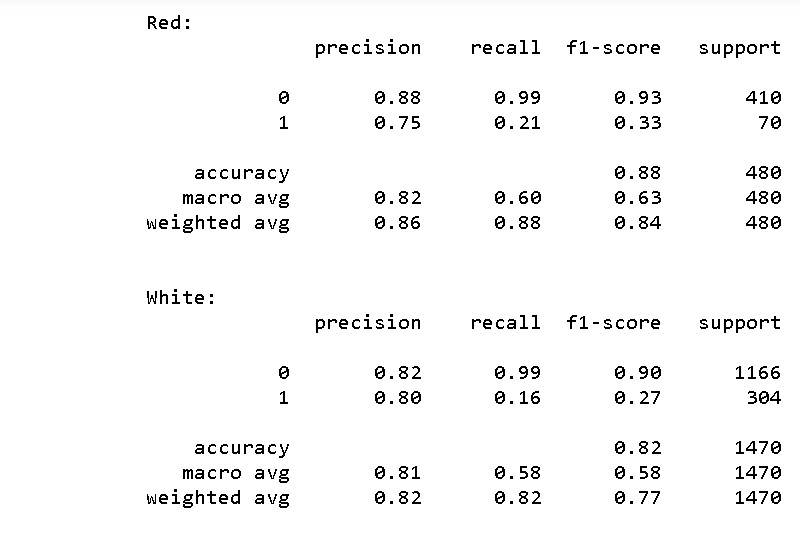 Red:
precision recall f1-score support
0 0.88 0.99 0.93 410
1 0.75 0.21 0.33 70
accuracy 0.88 480
macro avg 0.82 0.60 0.63 480
weighted avg 0.86 0.88 0.84 480
White:
precision recall f1-score support
0 0.82 0.99 0.90 1166
1 0.80 0.16 0.27 304
accuracy 0.82 1470
macro avg 0.81 0.58 0.58 1470
weighted avg 0.82 0.82 0.77 1470